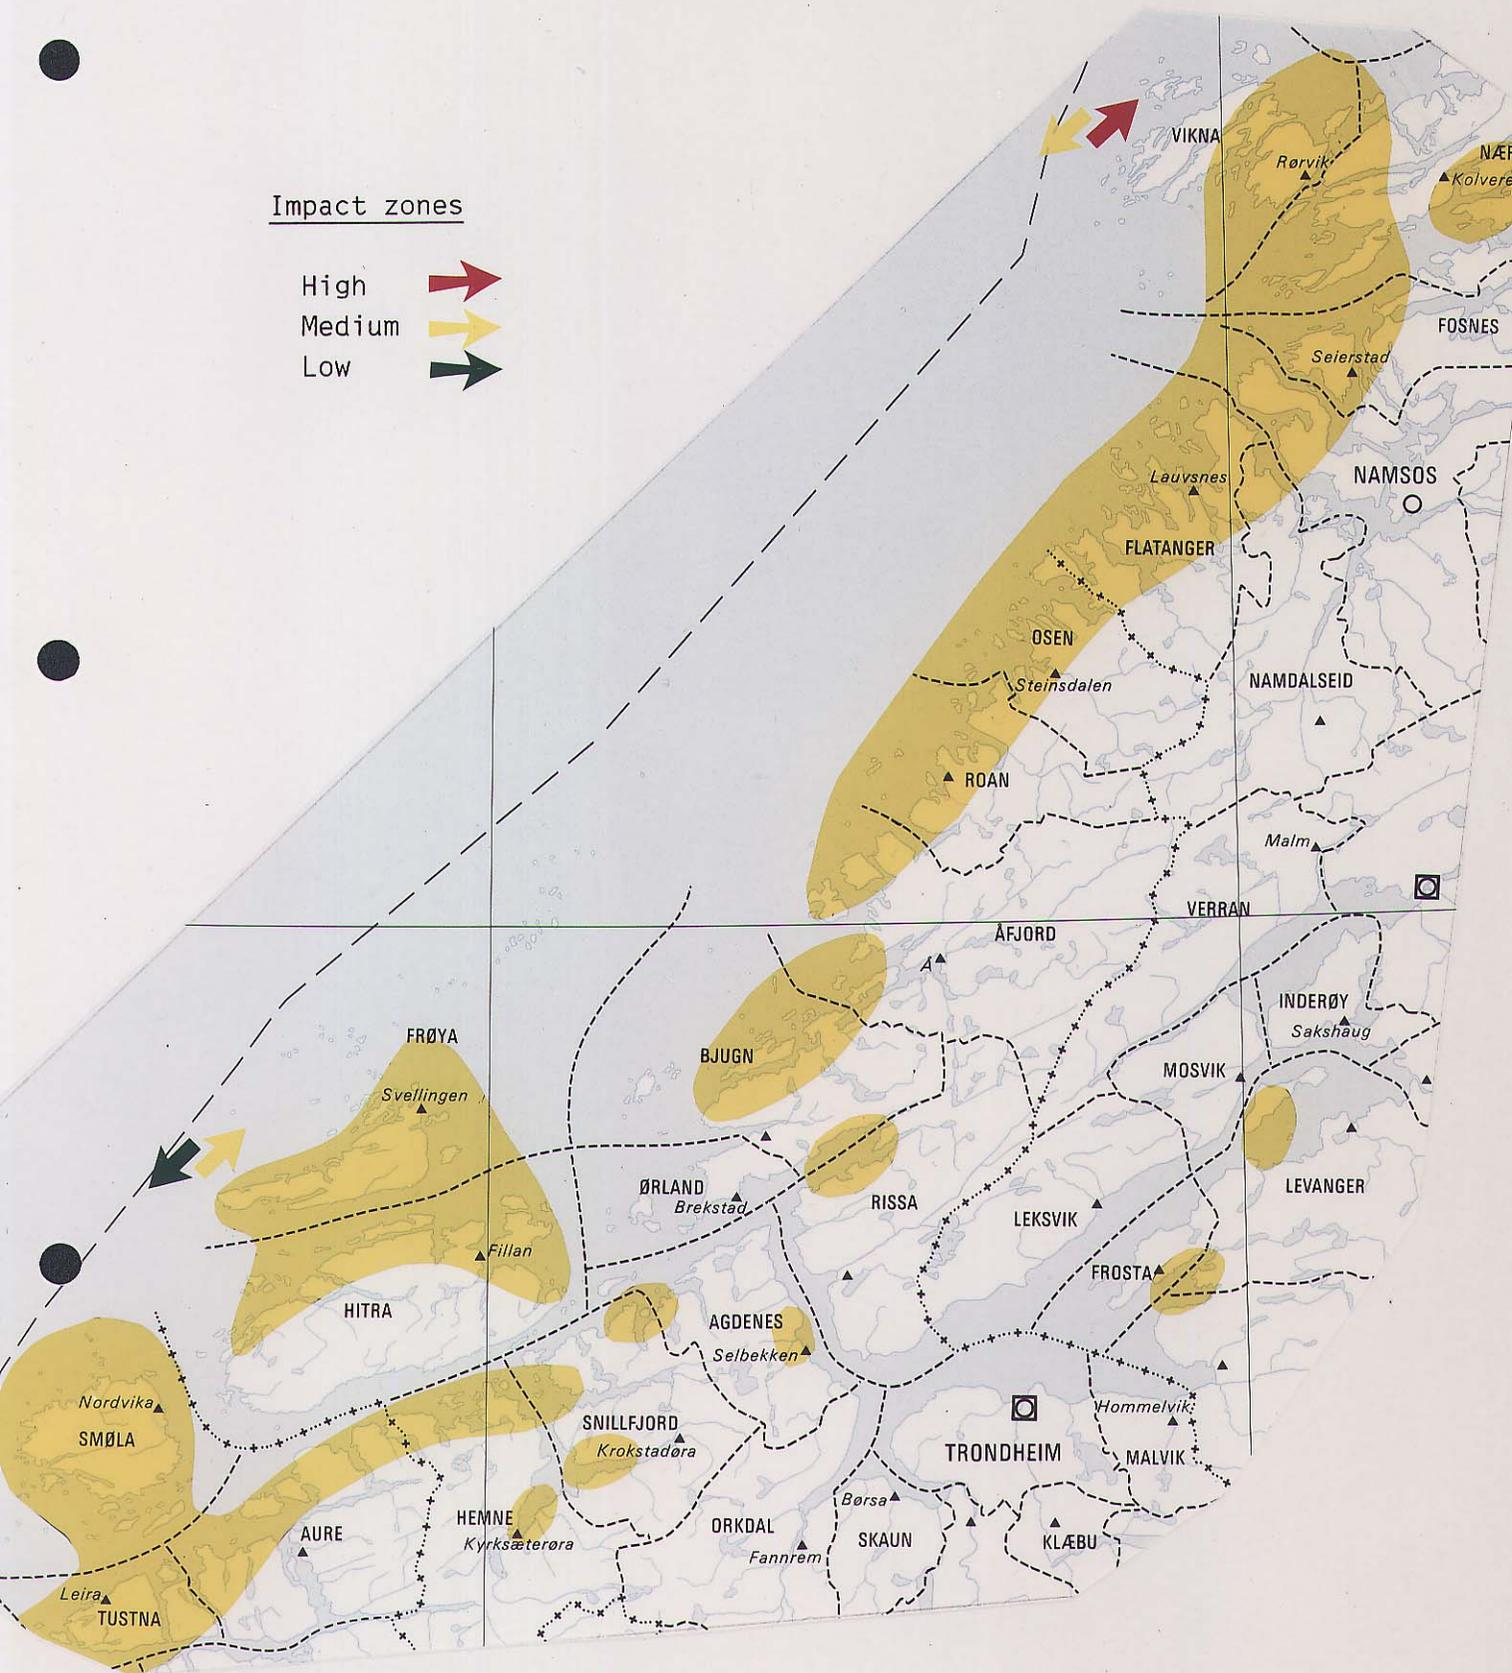 Impact zones
High
Medium
Low
VIKNA
Rørvik
FOSNES
Seierstad
NAMSOS
Lauvsnes
FLATANGER
OSEN
Steinsdalen
NAMDALSEID
ROAN
Malm
VERRAN
ÅFJORD
Å
INDERØY
Sakshaug
FRØYA
BJUGN
MOSVIK
Svellingen
ØRLAND
Brekstad
RISSA
LEKSVIK
LEVANGER
Fillan
FROSTA
HITRA
AGDENES
Selbekken
Nordvika
SMØLA
SNILLFJORD
Krokstadøra
Hommelvik
TRONDHEIM
MALVIK
HEMNE
Kyrksæterøra
AURE
ORKDAL
Fannrem
Børsa
SKAUN
KLÆBU
Leira
TUSTNA